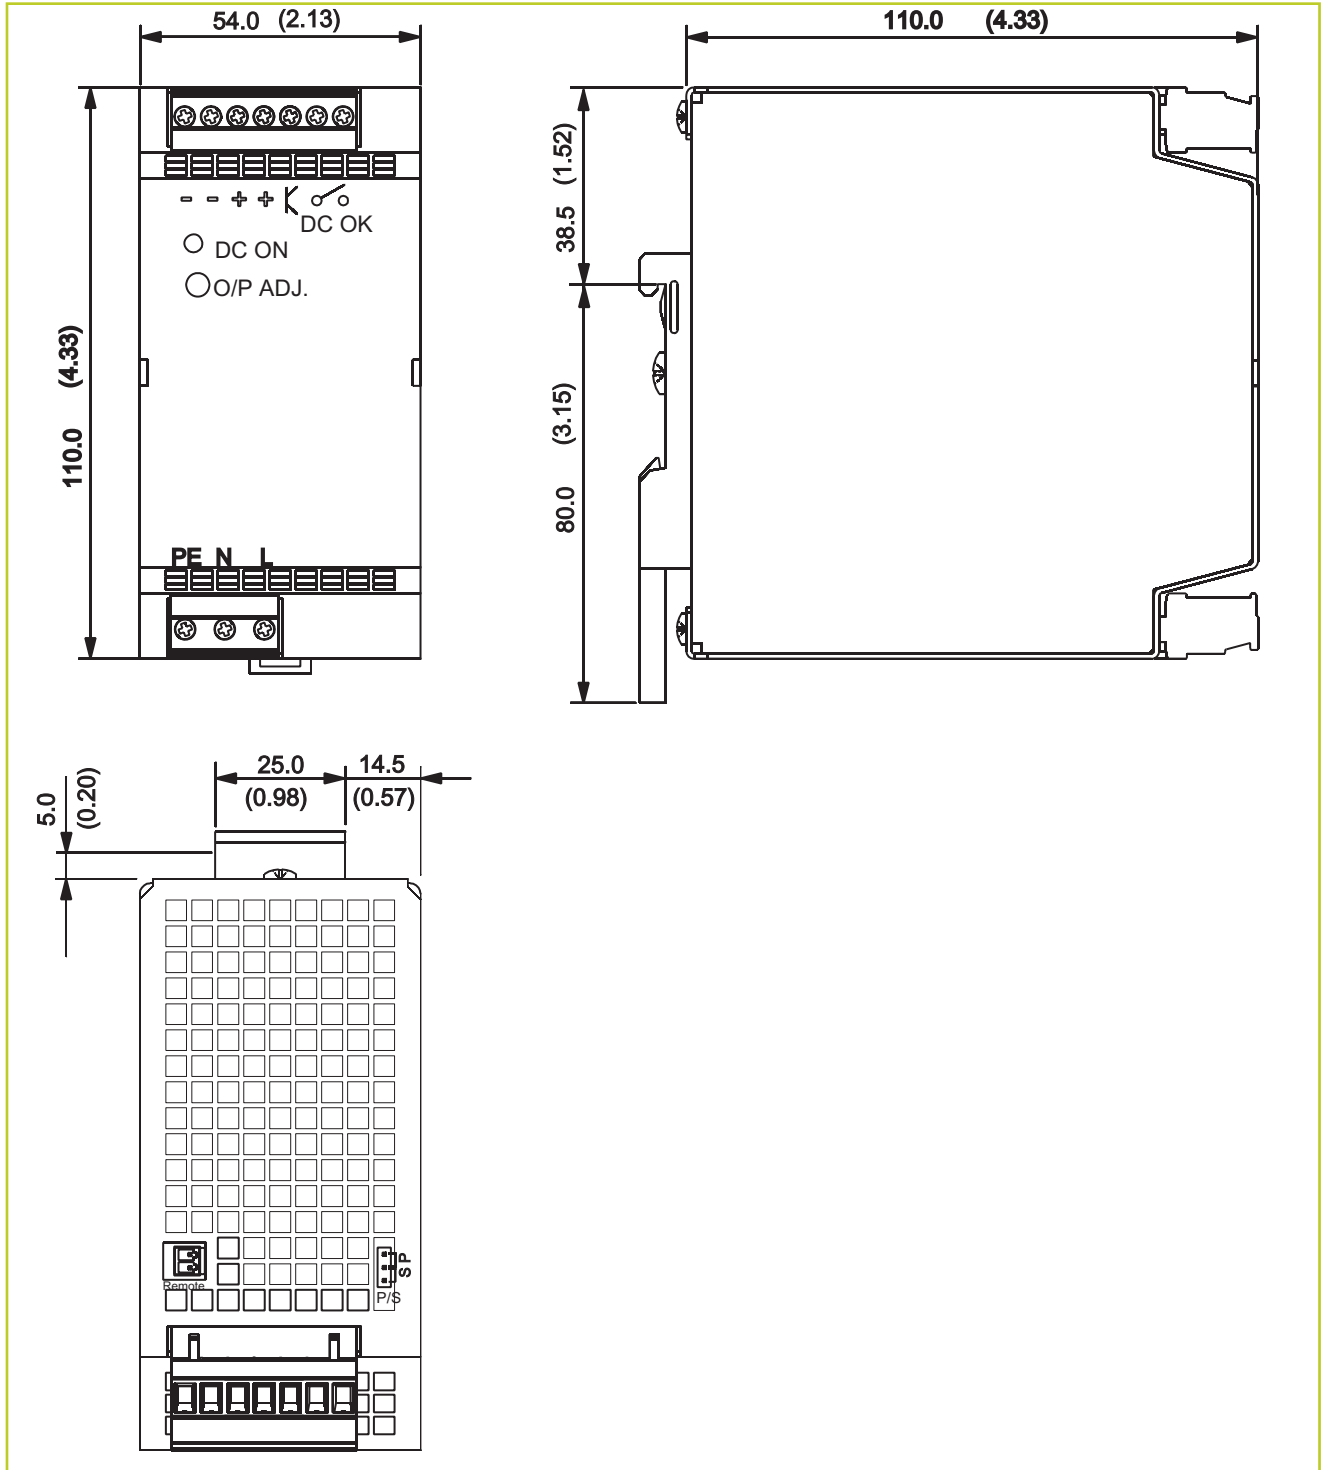 54.0 (2.13)
110.0 (4.33)
- - + +
DC OK
DC ON
O/P ADJ.
110.0 (4.33)
PE N L
38.5 (1.52)
80.0 (3.15)
25.0
(0.98)
14.5
(0.57)
5.0
(0.20)
Remote
S P
P/S